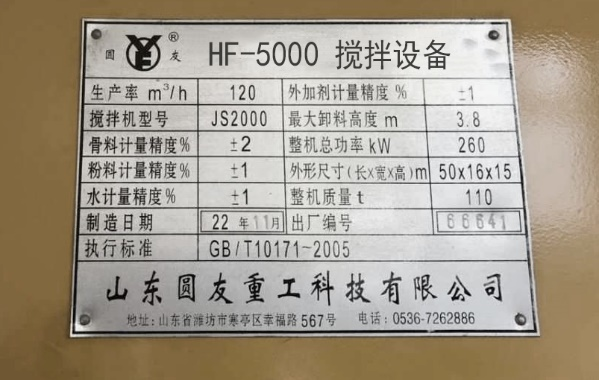 圆 YE ® 友 HF-5000 搅拌设备
生产率 m³/h 120 外加剂计量精度 % ±1
搅拌机型号 JS2000 最大卸料高度 m 3.8
骨料计量精度% ±2 整机总功率 kW 260
粉料计量精度% ±1 外形尺寸(长X宽X高)m 50x16x15
水计量精度% ±1 整机质量 t 110
制造日期 22 年 11 月 出厂编号 66641
执行标准 GB/T10171~2005
山东圆友重工科技有限公司
地址:山东省潍坊市寒亭区幸福路567号 电话:0536-7262886